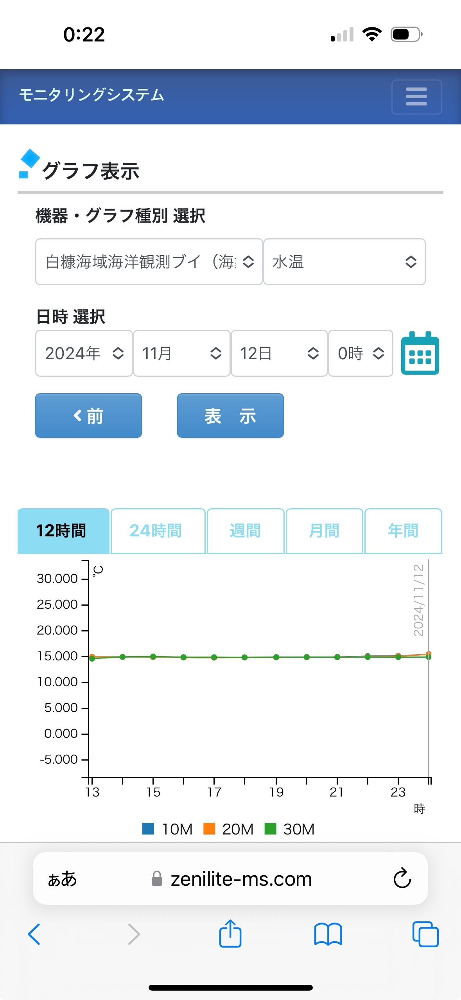 0:22
モニタリングシステム
グラフ表示
機器・グラフ種別 選択
白糠海域海洋観測ブイ（海
水温
日時 選択
2024年 11月 12日 0時
前 表 示
12時間 24時間 週間 月間 年間
℃
2024/11/12
30.000
25.000
20.000
15.000
10.000
5.000
0.000
-5.000
13 15 17 19 21 23
時
10M 20M 30M
ぁあ zenilite-ms.com